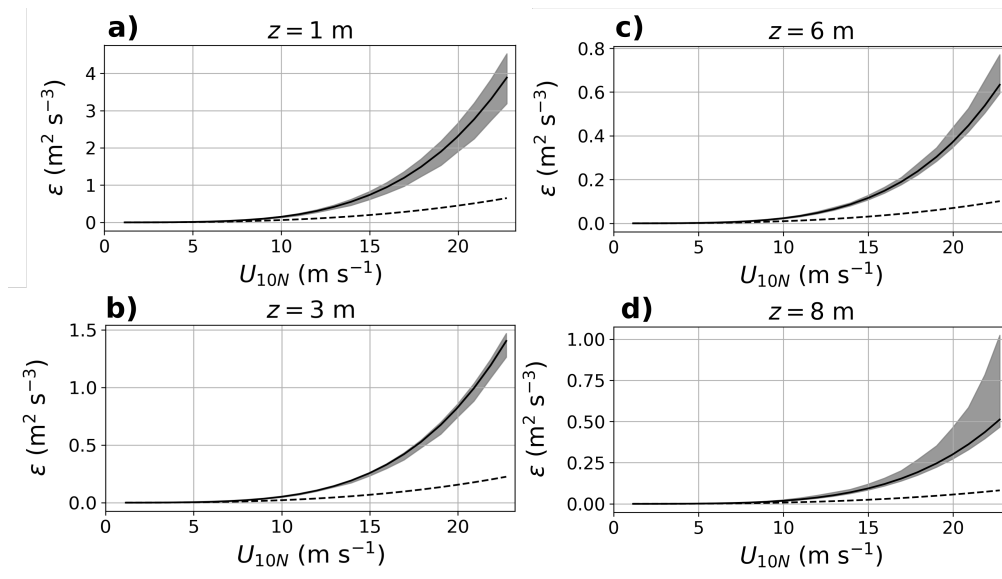 a)
z = 1 m
ε (m² s⁻³)
4
3
2
1
0
0 5 10 15 20
U₁₀N (m s⁻¹)
b)
z = 3 m
ε (m² s⁻³)
1.5
1.0
0.5
0.0
0 5 10 15 20
U₁₀N (m s⁻¹)
c)
z = 6 m
ε (m² s⁻³)
0.8
0.6
0.4
0.2
0.0
0 5 10 15 20
U₁₀N (m s⁻¹)
d)
z = 8 m
ε (m² s⁻³)
1.00
0.75
0.50
0.25
0.00
0 5 10 15 20
U₁₀N (m s⁻¹)